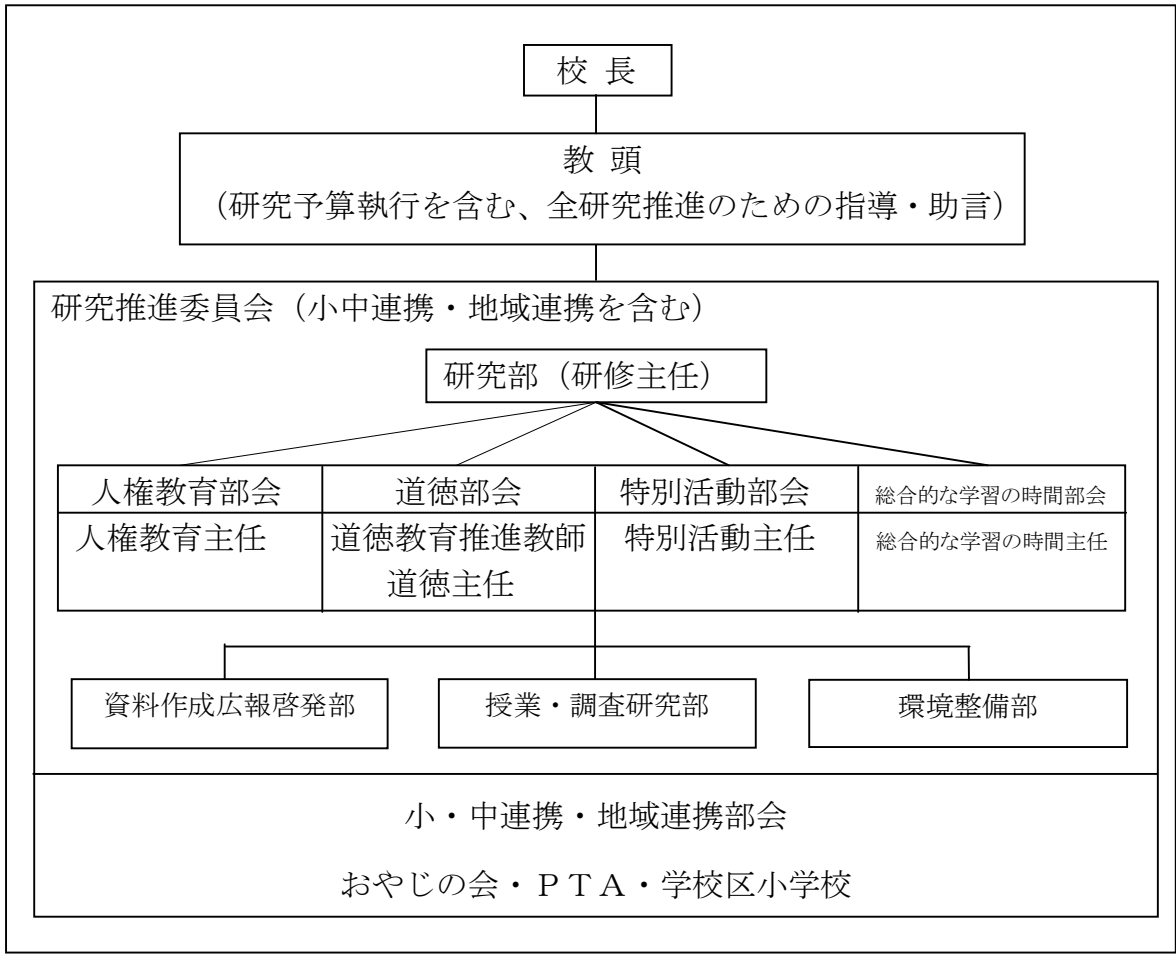 校 長
教 頭
（研究予算執行を含む、全研究推進のための指導・助言）
研究推進委員会（小中連携・地域連携を含む）
研究部（研修主任）
人権教育部会
道徳部会
特別活動部会
総合的な学習の時間部会
人権教育主任
道徳教育推進教師
道徳主任
特別活動主任
総合的な学習の時間主任
資料作成広報啓発部
授業・調査研究部
環境整備部
小・中連携・地域連携部会
おやじの会・ＰＴＡ・学校区小学校